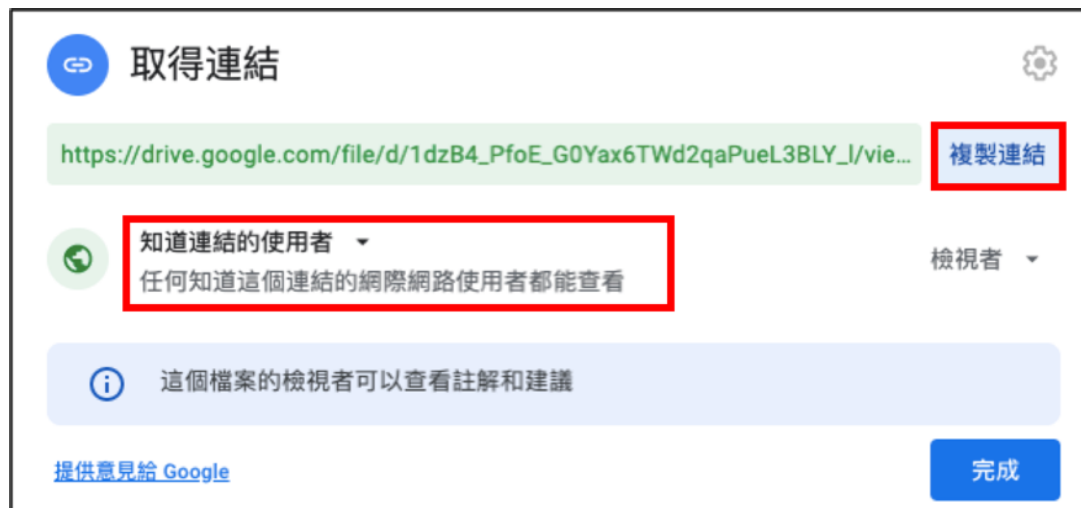 取得連結
https://drive.google.com/file/d/1dzB4_PfoE_G0Yax6TWd2qaPueL3BLY_l/vie...
複製連結
知道連結的使用者
任何知道這個連結的網際網路使用者都能查看
檢視者
這個檔案的檢視者可以查看註解和建議
提供意見給 Google
完成